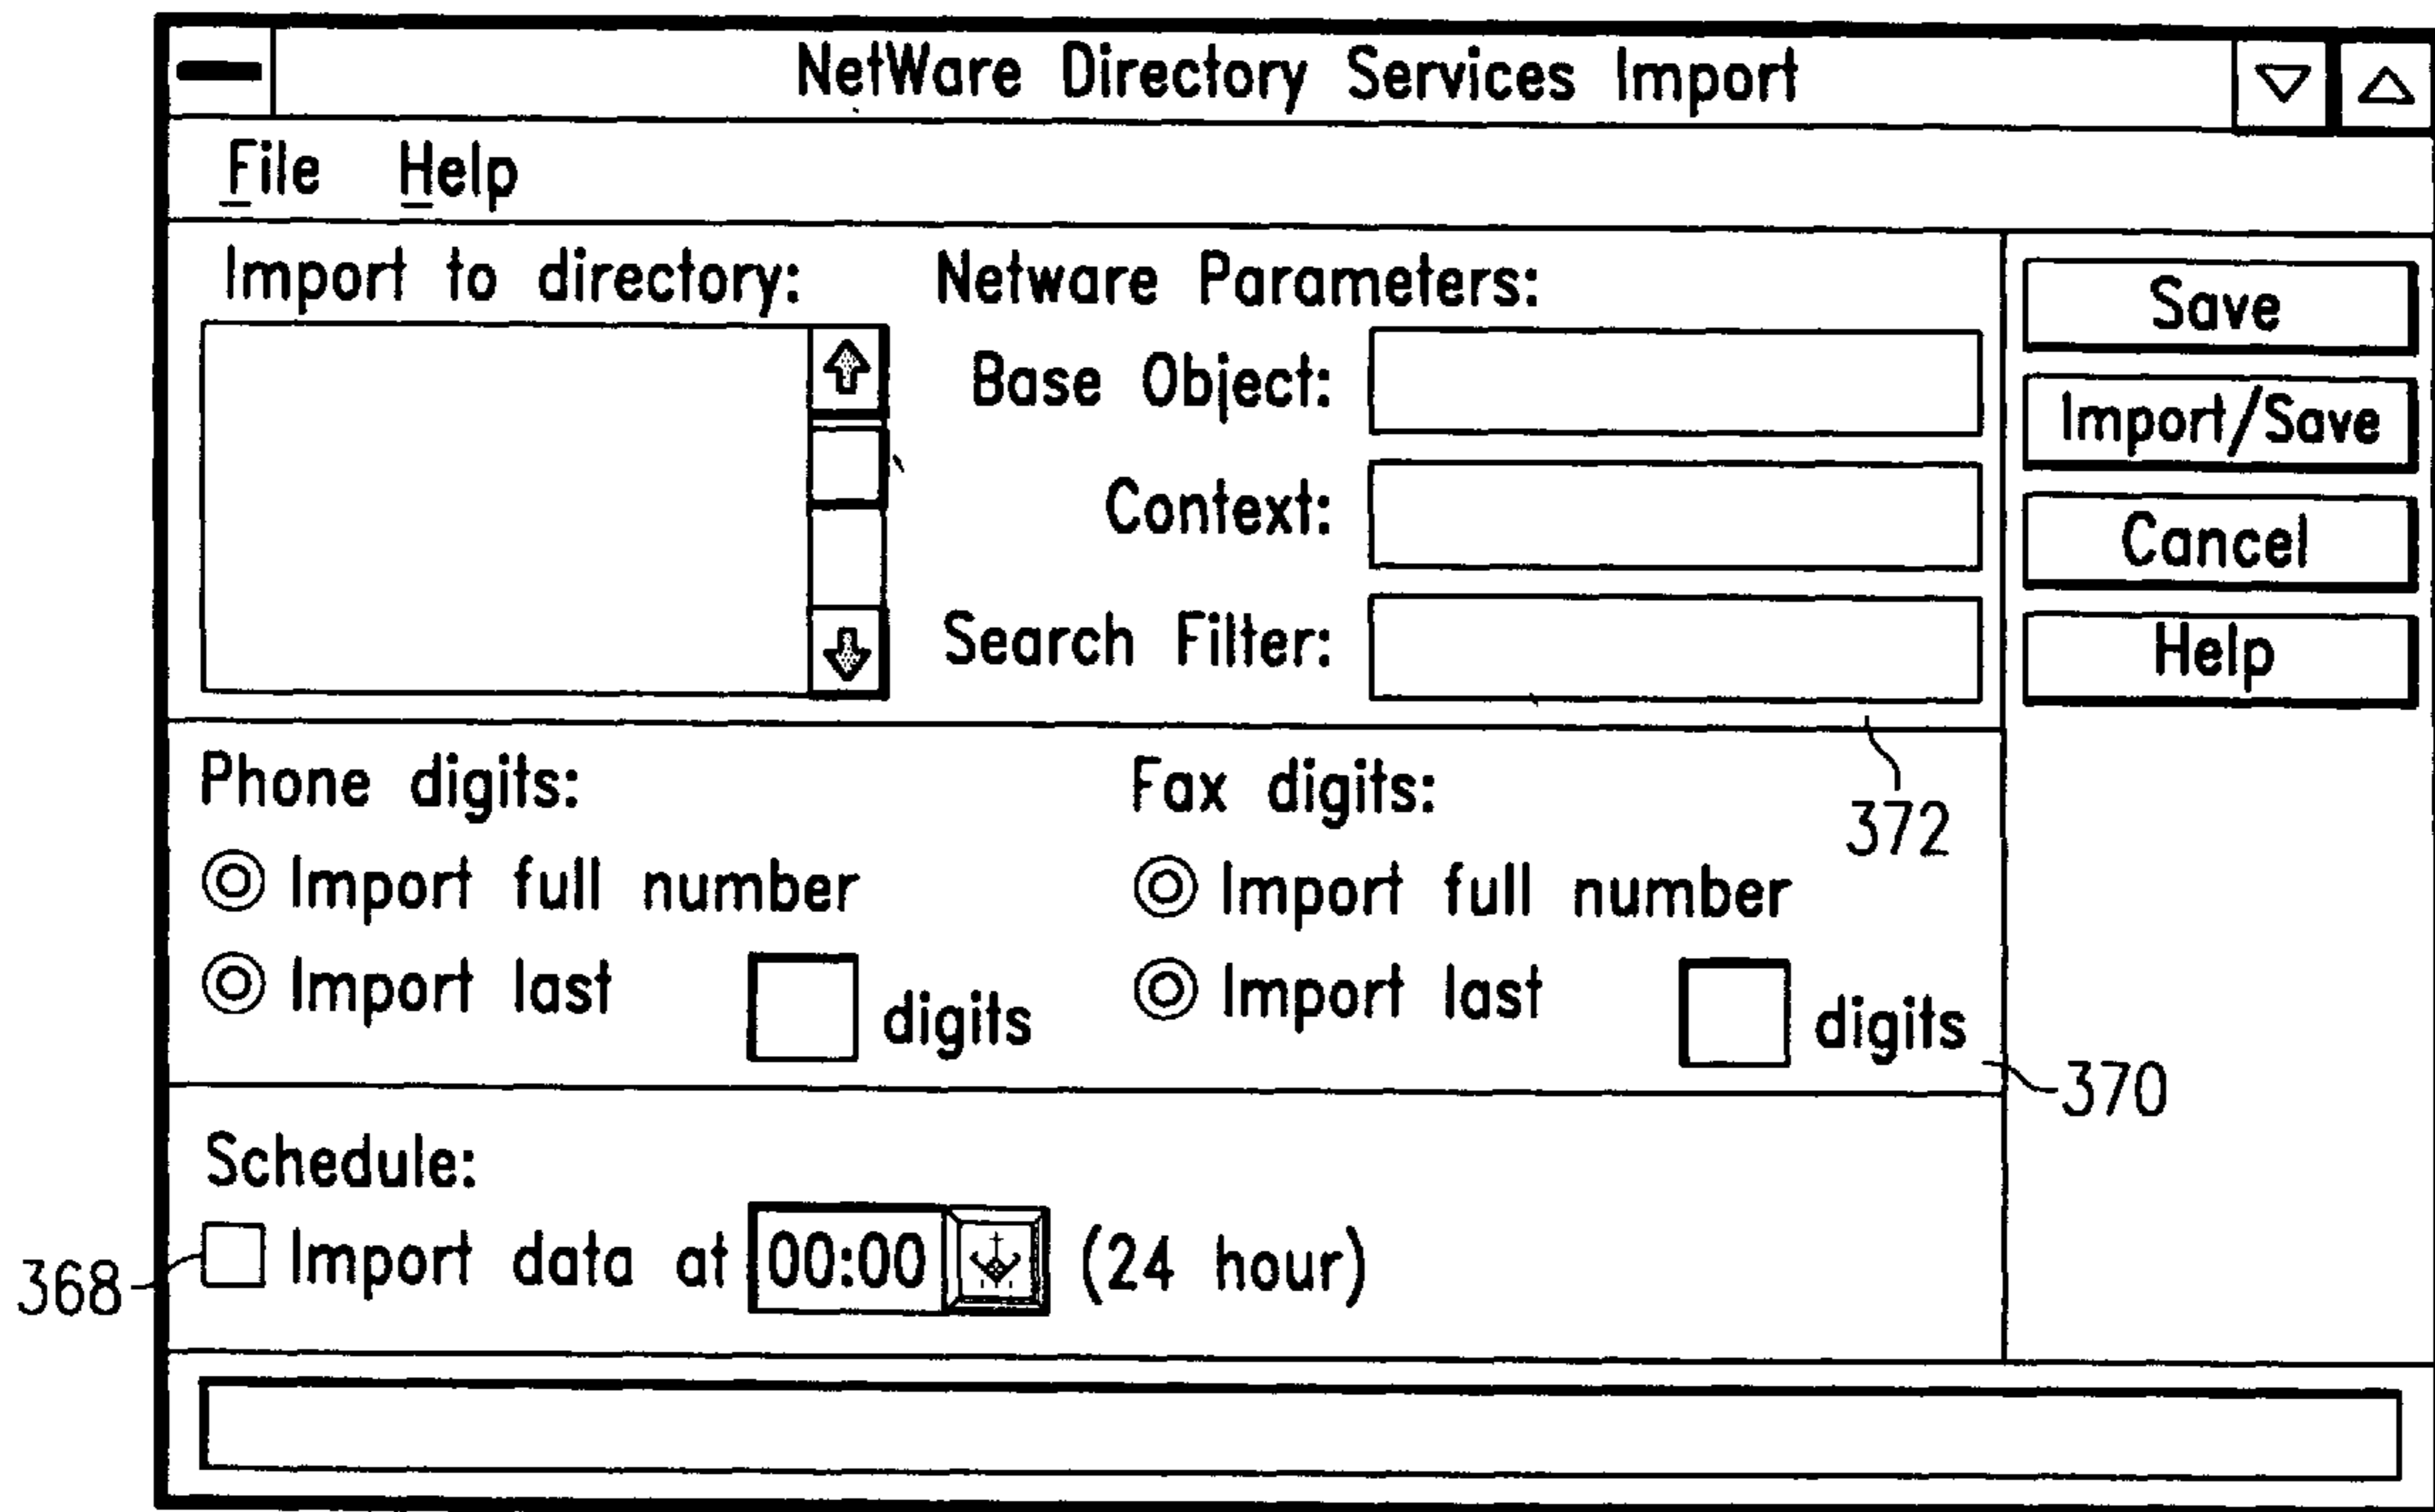 NetWare Directory Services Import
File Help
Import to directory:
Netware Parameters:
Base Object:
Context:
Search Filter:
Save
Import/Save
Cancel
Help
372
Phone digits:
Import full number
Import last digits
Fax digits:
Import full number
Import last digits
370
Schedule:
368
Import data at 00:00 (24 hour)